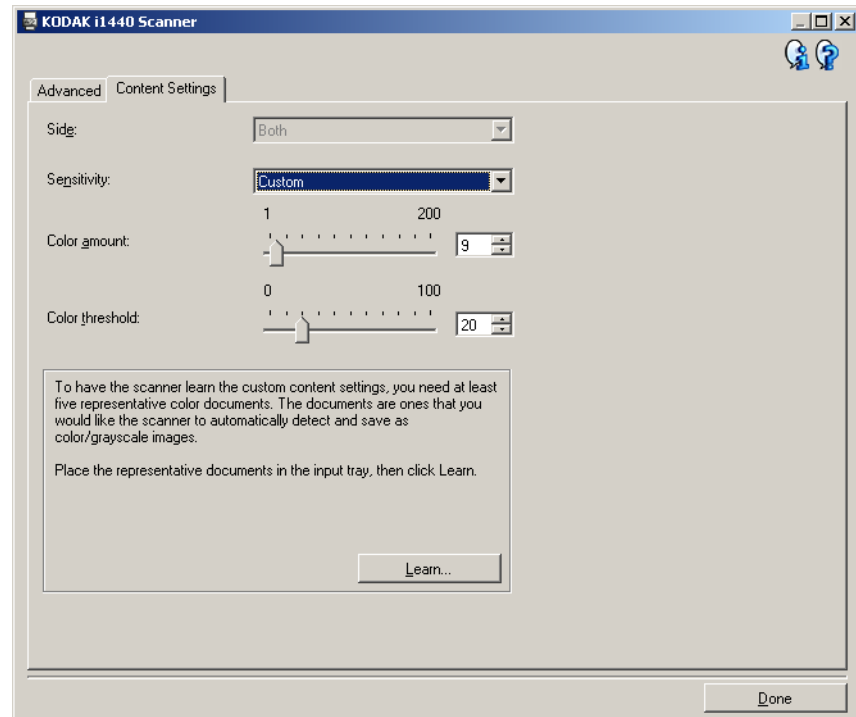 KODAK i1440 Scanner
Advanced
Content Settings
Side:
Both
Sensitivity:
Custom
1 200
Color amount:
9
0 100
Color threshold:
20
To have the scanner learn the custom content settings, you need at least
five representative color documents. The documents are ones that you
would like the scanner to automatically detect and save as
color/grayscale images.
Place the representative documents in the input tray, then click Learn.
Learn...
Done